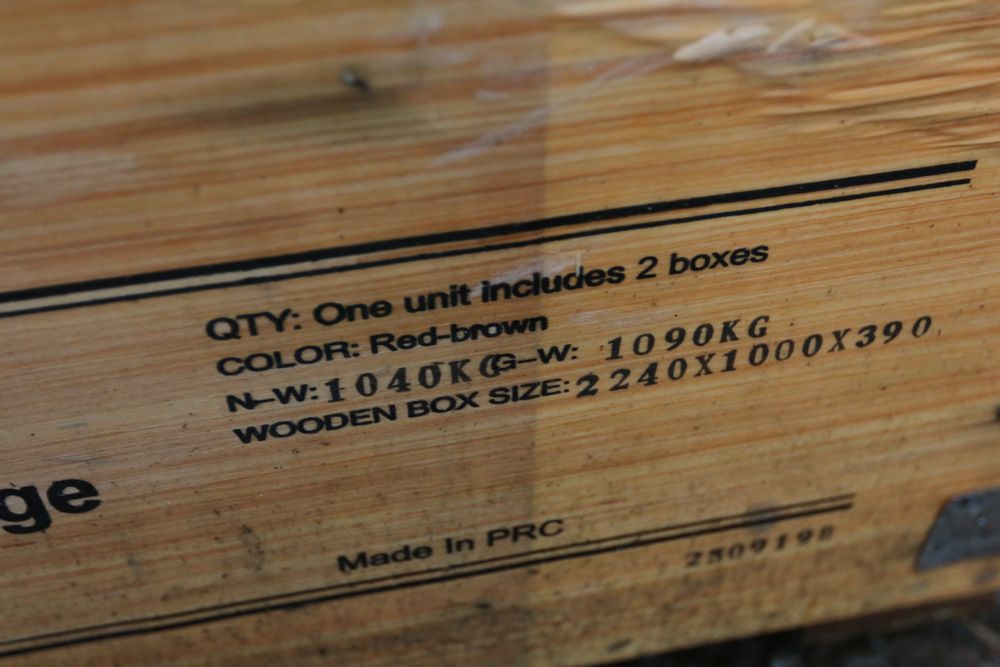 QTY: One unit includes 2 boxes
COLOR: Red-brown
N-W: 1040KG G-W: 1090KG
WOODEN BOX SIZE: 2240X1000X390
ge
Made In PRC